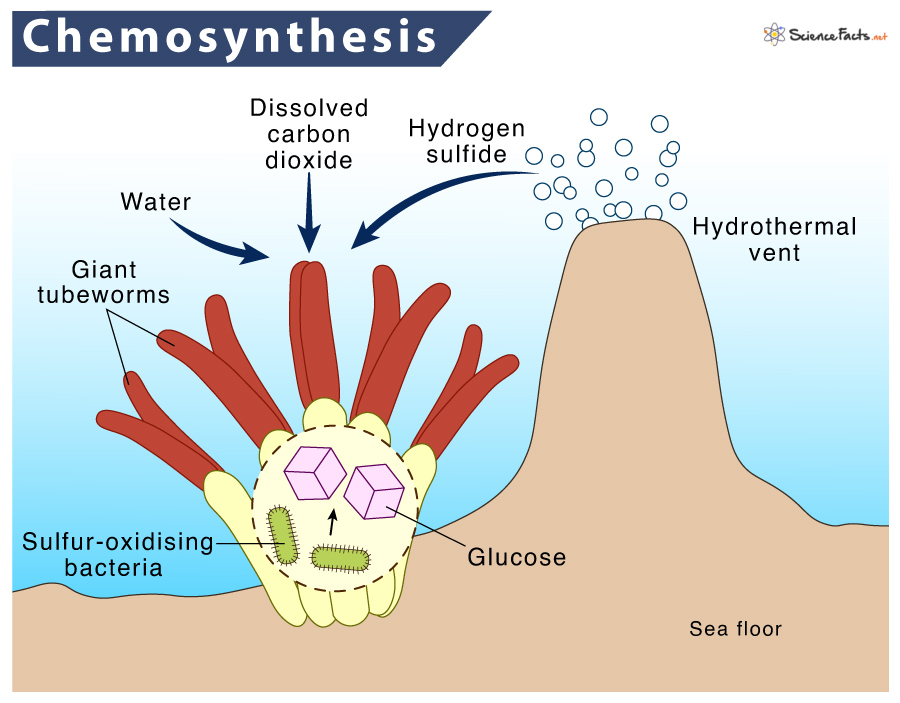 Chemosynthesis
ScienceFacts.net
Dissolved
carbon
dioxide
Hydrogen
sulfide
Water
Hydrothermal
vent
Giant
tubeworms
Sulfur-oxidising
bacteria
Glucose
Sea floor